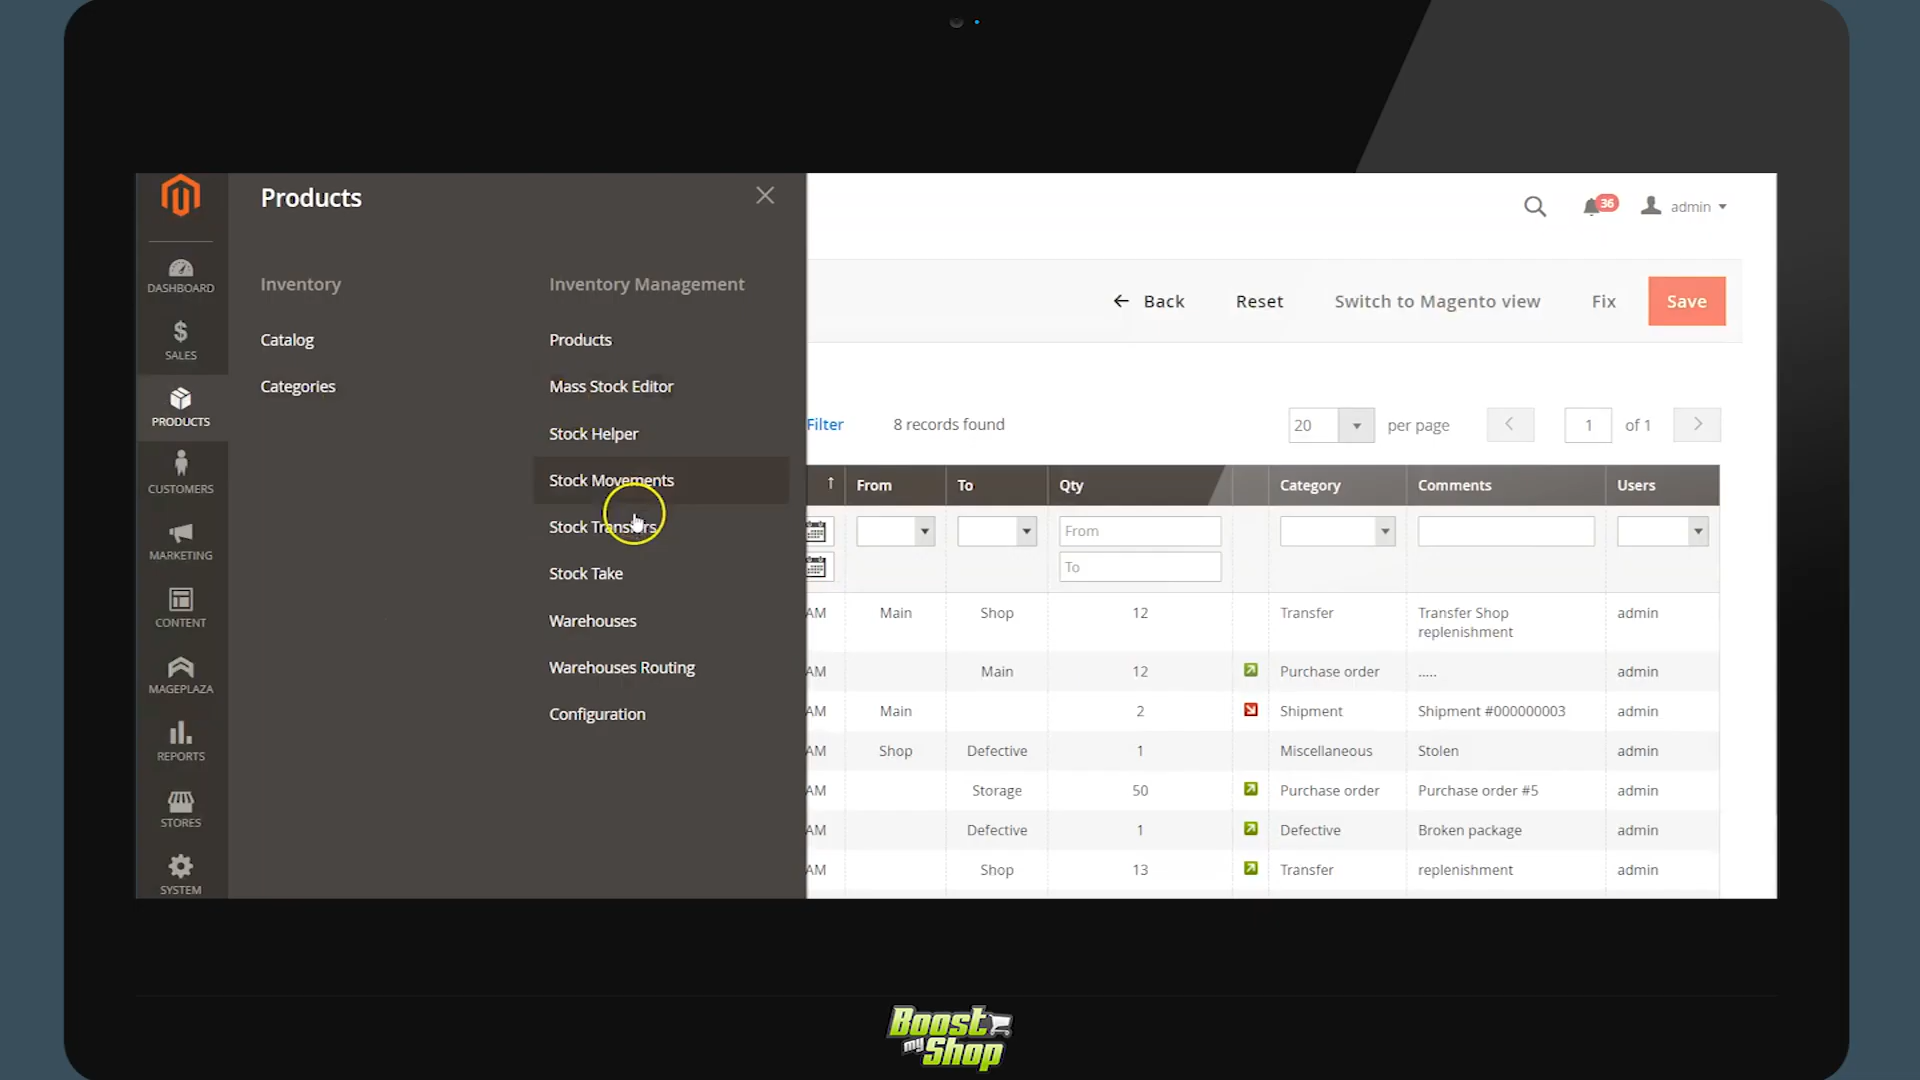 Products
36
admin
DASHBOARD
SALES
PRODUCTS
CUSTOMERS
MARKETING
CONTENT
MAGEPLAZA
REPORTS
STORES
SYSTEM
Inventory
Catalog
Categories
Inventory Management
Products
Mass Stock Editor
Stock Helper
Stock Movements
Stock Transfers
Stock Take
Warehouses
Warehouses Routing
Configuration
Back Reset Switch to Magento view Fix Save
Filter 8 records found 20 per page 1 of 1
From To Qty Category Comments Users
From
To
AM Main Shop 12 Transfer Transfer Shop
replenishment admin
AM Main 12 Purchase order ..... admin
AM Main 2 Shipment Shipment #000000003 admin
AM Shop Defective 1 Miscellaneous Stolen admin
AM Storage 50 Purchase order Purchase order #5 admin
AM Defective 1 Defective Broken package admin
AM Shop 13 Transfer replenishment admin
Boost
my Shop